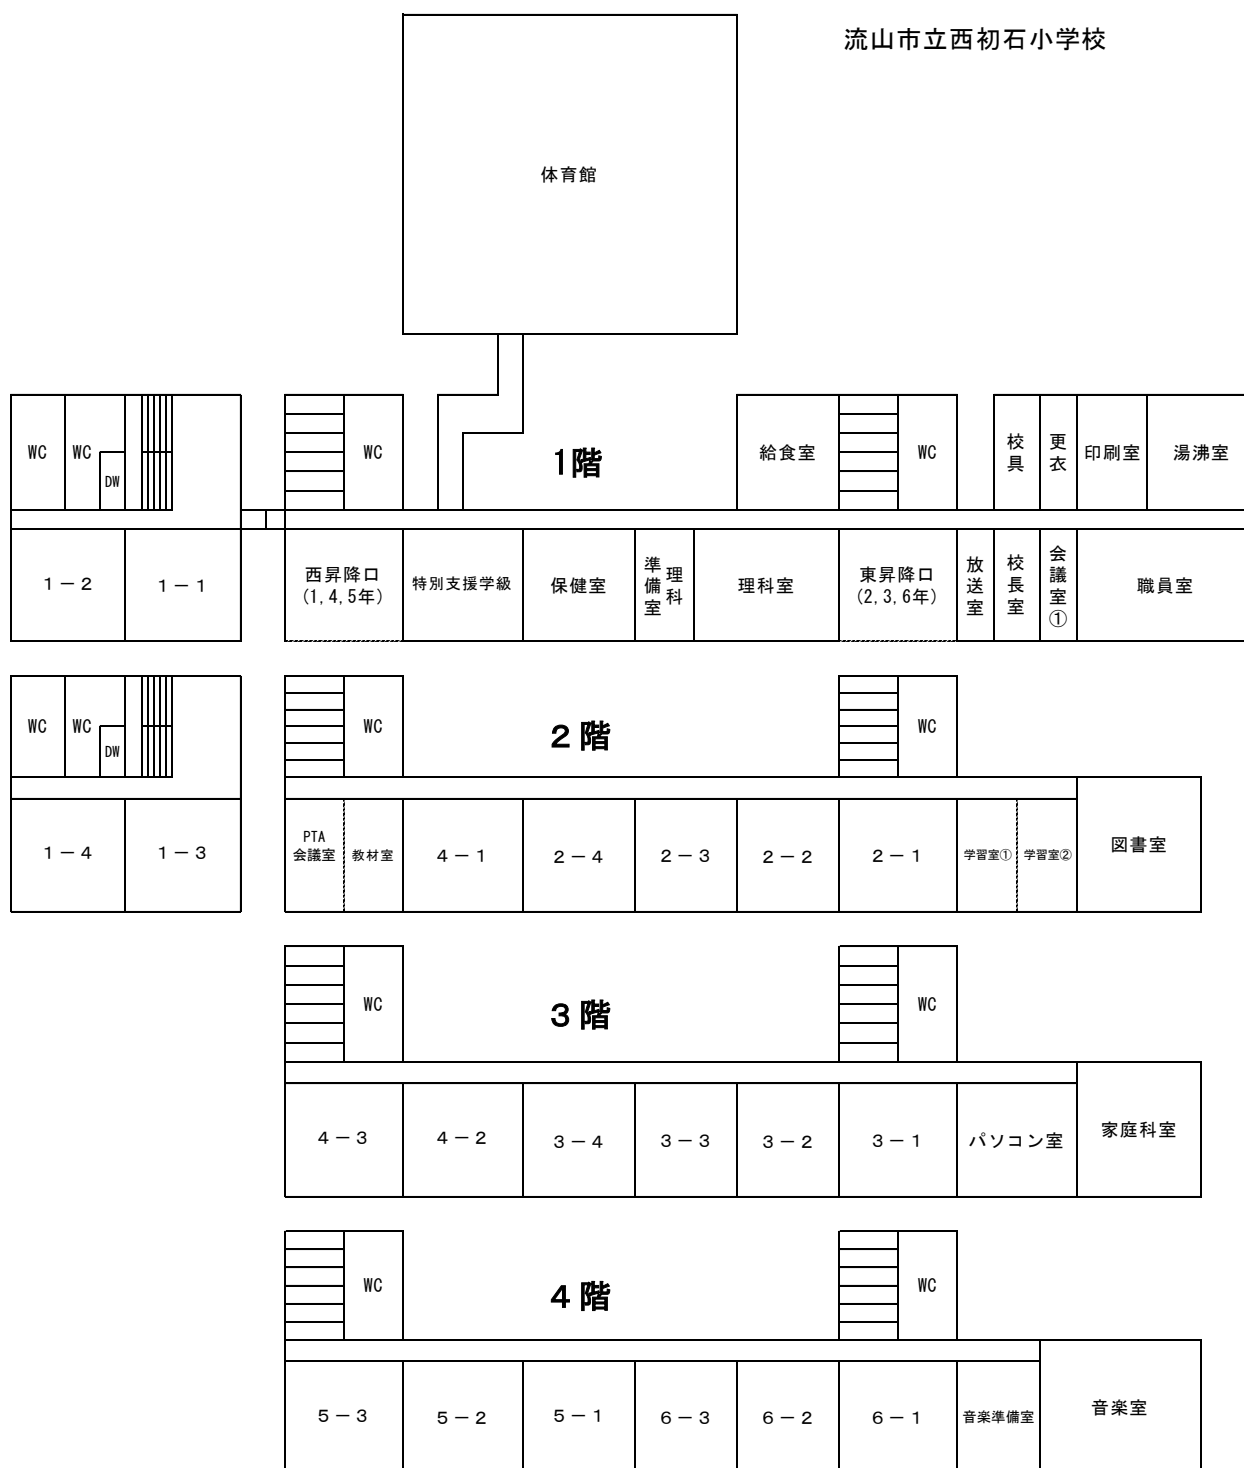 流山市立西初石小学校
体育館
1階
WC
WC
DW
WC
給食室
WC
校具
更衣
印刷室
湯沸室
1－2
1－1
西昇降口
(1,4,5年)
特別支援学級
保健室
理科
準備室
理科室
東昇降口
(2,3,6年)
放送室
校長室
会議室①
職員室
2階
WC
WC
DW
WC
WC
1－4
1－3
PTA
会議室
教材室
4－1
2－4
2－3
2－2
2－1
学習室①
学習室②
図書室
3階
WC
WC
4－3
4－2
3－4
3－3
3－2
3－1
パソコン室
家庭科室
4階
WC
WC
5－3
5－2
5－1
6－3
6－2
6－1
音楽準備室
音楽室